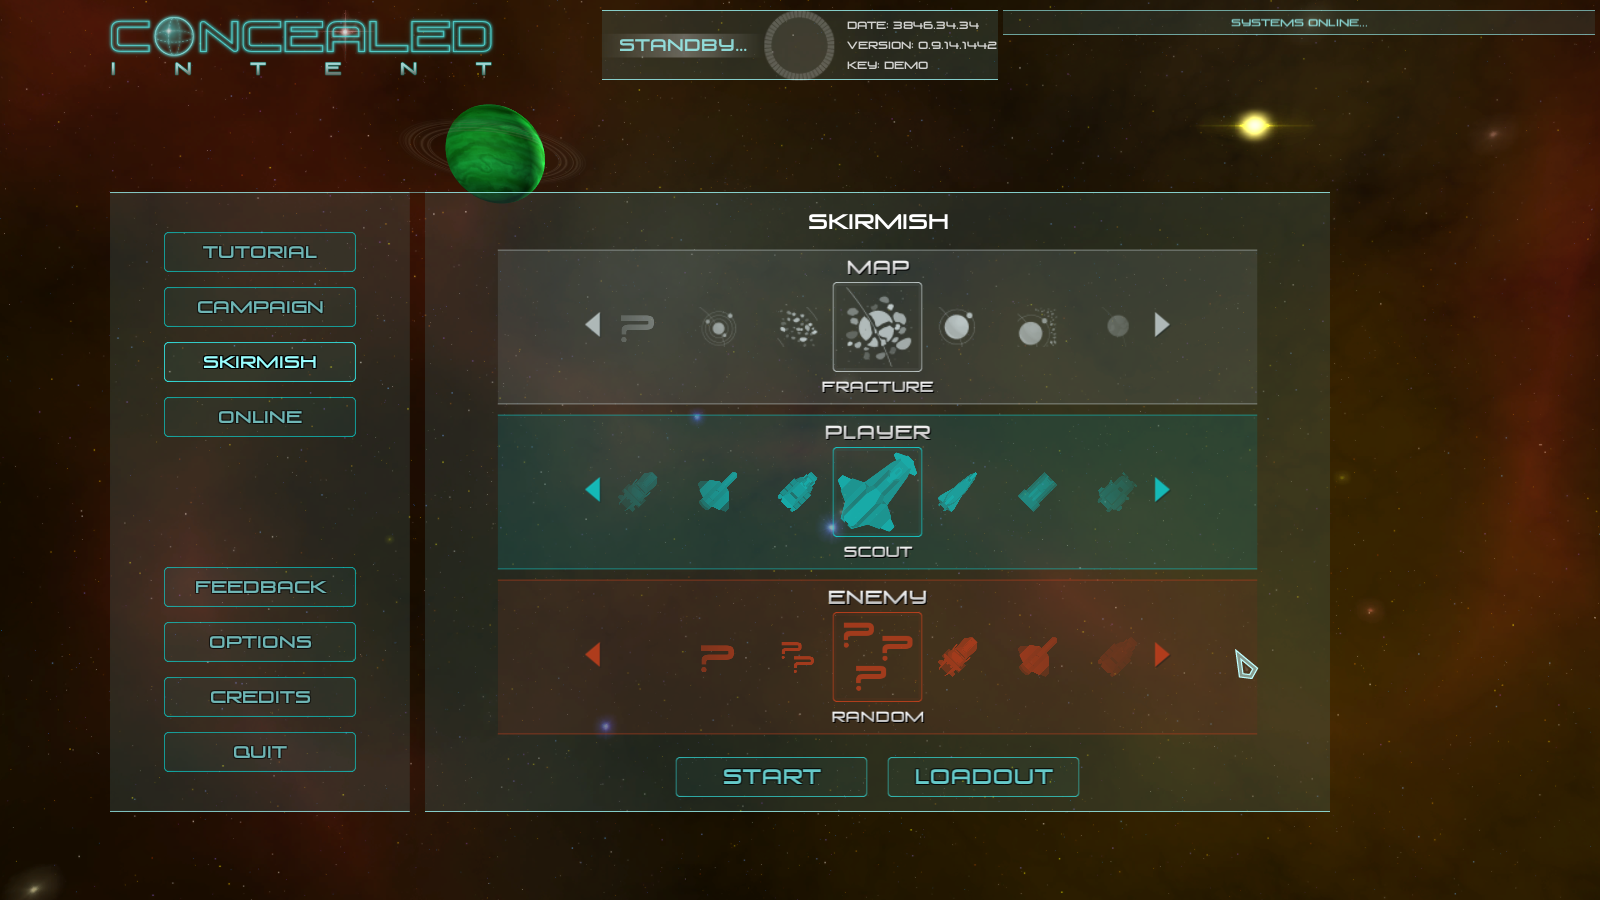 CONCEALED
INTENT
STANDBY...
DATE: 3846.34.34
VERSION: 0.9.14.1442
KEY: DEMO
SYSTEMS ONLINE...
TUTORIAL
CAMPAIGN
SKIRMISH
ONLINE
FEEDBACK
OPTIONS
CREDITS
QUIT
SKIRMISH
MAP
?
FRACTURE
PLAYER
SCOUT
ENEMY
? ? ? ? ? ?
RANDOM
START
LOADOUT